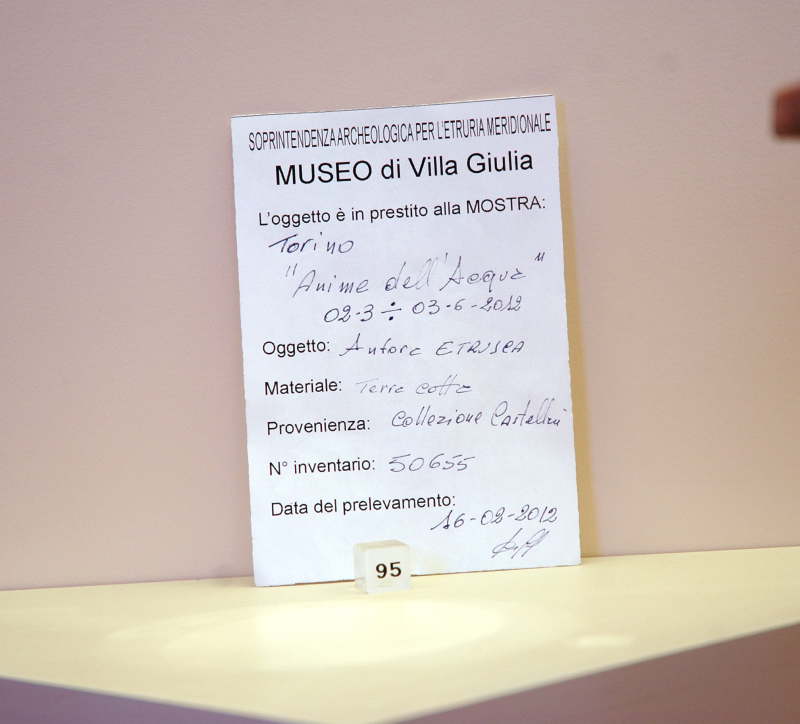 SOPRINTENDENZA ARCHEOLOGICA PER L'ETRURIA MERIDIONALE
MUSEO di Villa Giulia
L'oggetto è in prestito alla MOSTRA:
Torino
"Anime dell'Acqua"
02-3 ÷ 03-6-2012
Oggetto: Anfora ETRUSCA
Materiale: Terra cotta
Provenienza: Collezione Castellani
N° inventario: 50655
Data del prelevamento:
16-02-2012
95